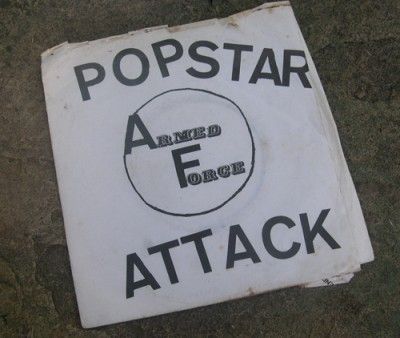 POPSTAR
ARMED
FORCE
ATTACK